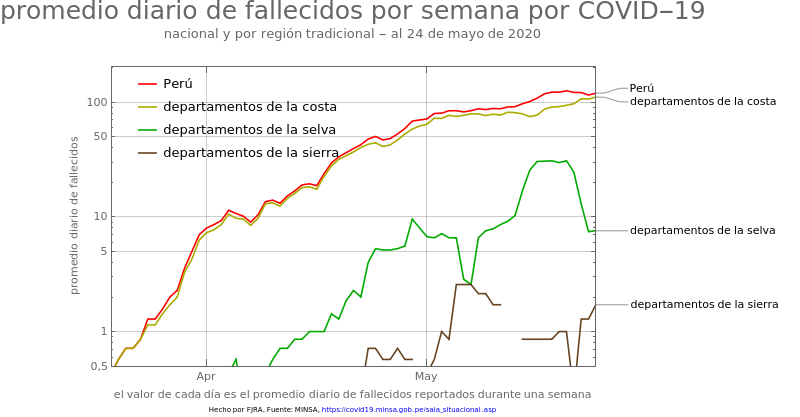 promedio diario de fallecidos por semana por COVID−19
nacional y por región tradicional − al 24 de mayo de 2020
Perú
departamentos de la costa
departamentos de la selva
departamentos de la sierra
promedio diario de fallecidos
100
50
10
5
1
0,5
Apr
May
Perú
departamentos de la costa
departamentos de la selva
departamentos de la sierra
el valor de cada día es el promedio diario de fallecidos reportados durante una semana
Hecho por FJRA. Fuente: MINSA, https://covid19.minsa.gob.pe/sala_situacional.asp